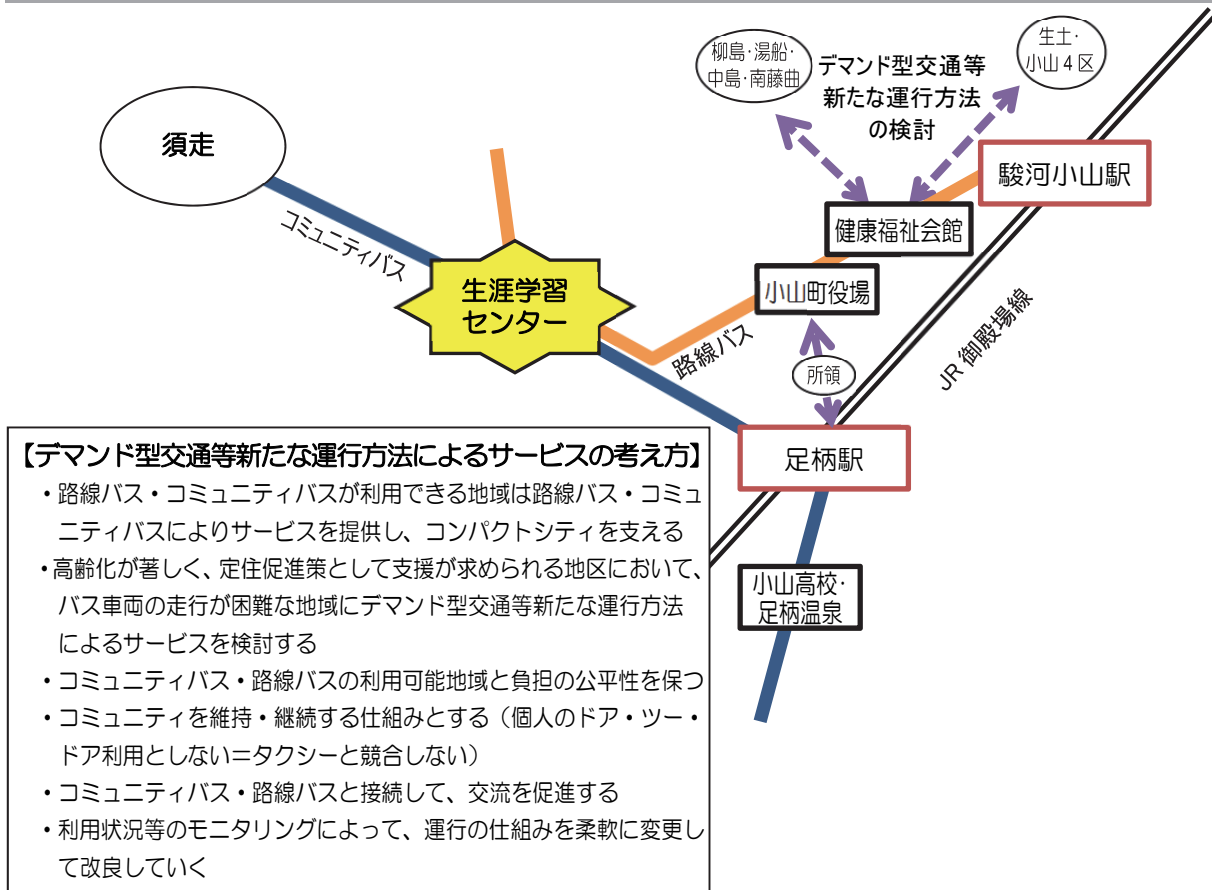 柳島・湯船・
中島・南藤曲
デマンド型交通等
新たな運行方法
の検討
生土・
小山4区
須走
駿河小山駅
コミュニティバス
健康福祉会館
生涯学習
センター
小山町役場
路線バス
JR御殿場線
所領
足柄駅
小山高校・
足柄温泉
【デマンド型交通等新たな運行方法によるサービスの考え方】
・路線バス・コミュニティバスが利用できる地域は路線バス・コミュ
ニティバスによりサービスを提供し、コンパクトシティを支える
・高齢化が著しく、定住促進策として支援が求められる地区において、
バス車両の走行が困難な地域にデマンド型交通等新たな運行方法
によるサービスを検討する
・コミュニティバス・路線バスの利用可能地域と負担の公平性を保つ
・コミュニティを維持・継続する仕組みとする（個人のドア・ツー・
ドア利用としない＝タクシーと競合しない）
・コミュニティバス・路線バスと接続して、交流を促進する
・利用状況等のモニタリングによって、運行の仕組みを柔軟に変更し
て改良していく